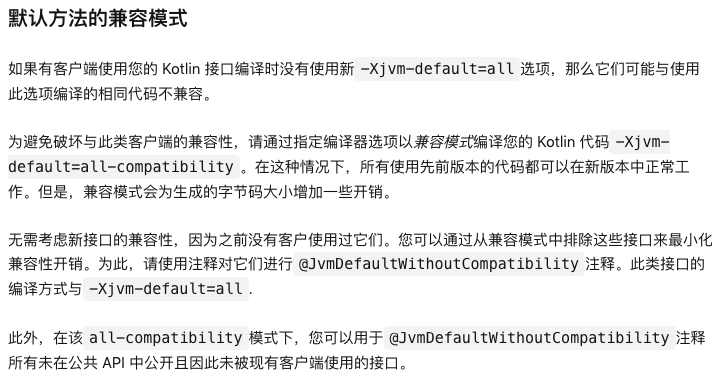 默认方法的兼容模式
如果有客户端使用您的 Kotlin 接口编译时没有使用新 -Xjvm-default=all 选项，那么它们可能与使用
此选项编译的相同代码不兼容。
为避免破坏与此类客户端的兼容性，请通过指定编译器选项以兼容模式编译您的 Kotlin 代码 -Xjvm-
default=all-compatibility 。在这种情况下，所有使用先前版本的代码都可以在新版本中正常工
作。但是，兼容模式会为生成的字节码大小增加一些开销。
无需考虑新接口的兼容性，因为之前没有客户使用过它们。您可以通过从兼容模式中排除这些接口来最小化
兼容性开销。为此，请使用注释对它们进行 @JvmDefaultWithoutCompatibility 注释。此类接口的
编译方式与 -Xjvm-default=all .
此外，在该 all-compatibility 模式下，您可以用于 @JvmDefaultWithoutCompatibility 注释
所有未在公共 API 中公开且因此未被现有客户端使用的接口。